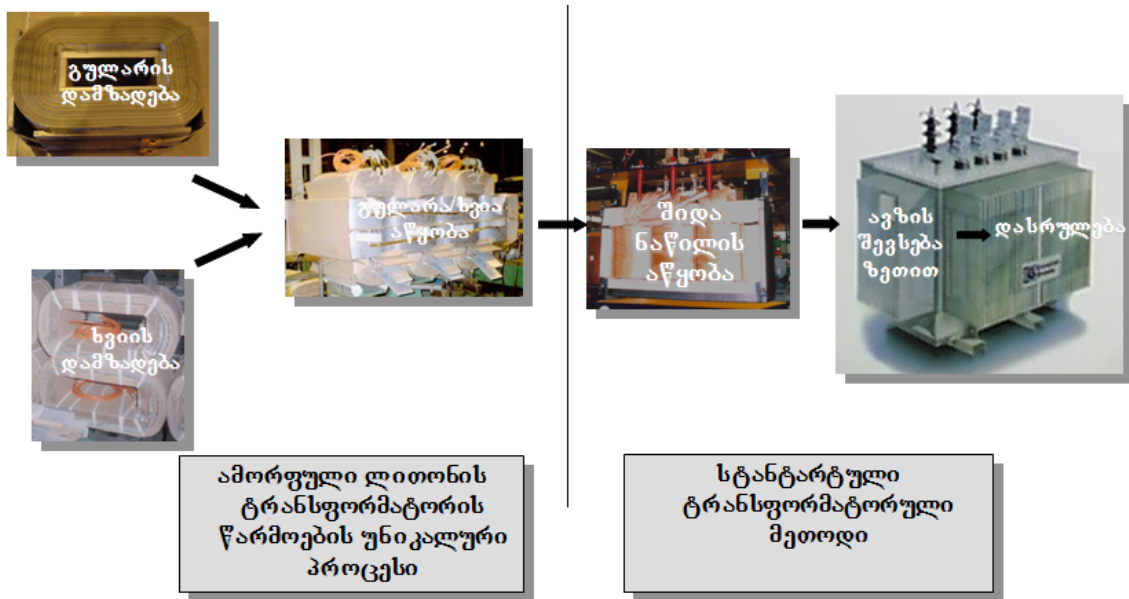 გულარის
დამზადება
ხვიის
დამზადება
გულარა/ხვია
აწყობა
შიდა
ნაწილის
აწყობა
ავზის
შევსება
ზეთით
დასრულება
ამორფული ლითონის
ტრანსფორმატორის
წარმოების უნიკალური
პროცესი
სტანტარტული
ტრანსფორმატორული
მეთოდი